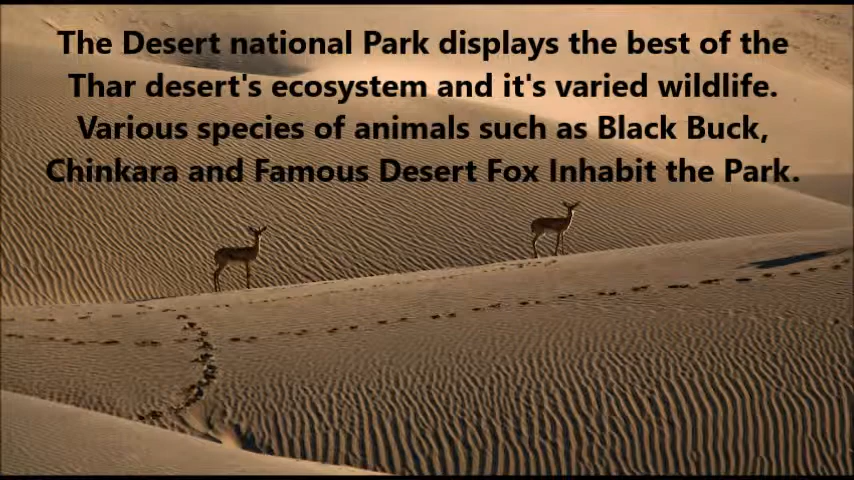 The Desert national Park displays the best of the
Thar desert's ecosystem and it's varied wildlife.
Various species of animals such as Black Buck,
Chinkara and Famous Desert Fox Inhabit the Park.